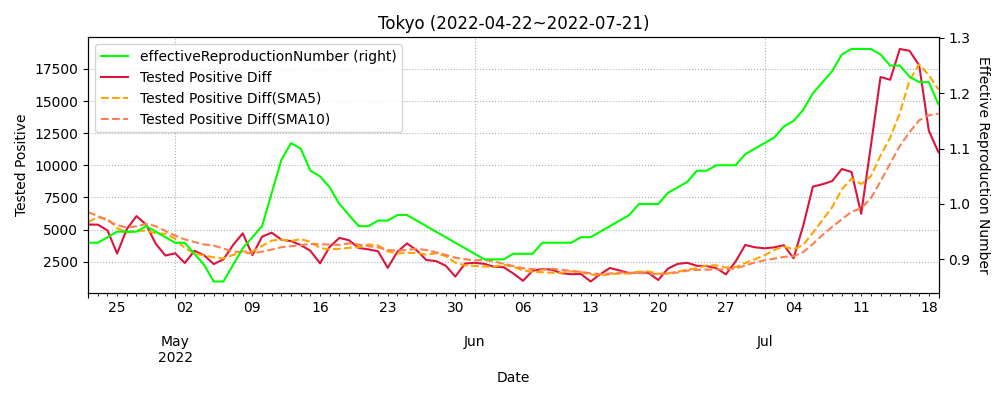 Tokyo (2022-04-22~2022-07-21)
effectiveReproductionNumber (right)
Tested Positive Diff
Tested Positive Diff(SMA5)
Tested Positive Diff(SMA10)
Tested Positive
17500
15000
12500
10000
7500
5000
2500
1.3
1.2
1.1
1.0
0.9
Effective Reproduction Number
25 02 09 16 23 30 06 13 20 27 04 11 18
May Jun Jul
2022
Date